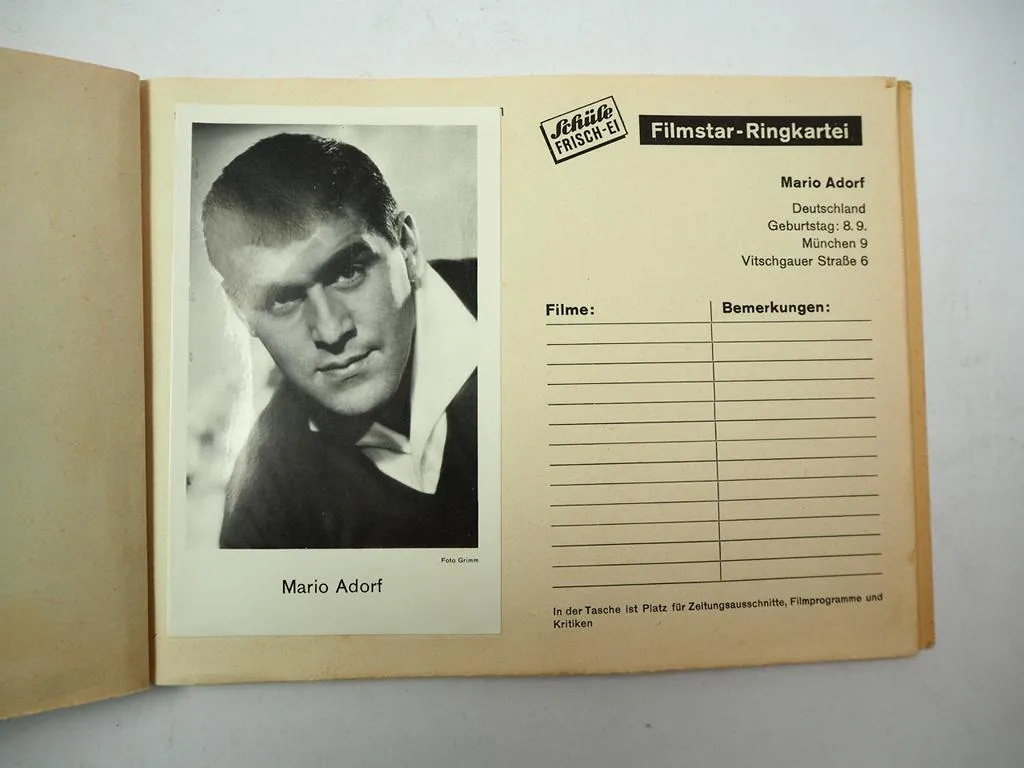 Foto Grimm
Mario Adorf
Schüle
FRISCH-EI
Filmstar-Ringkartei
Mario Adorf
Deutschland
Geburtstag: 8. 9.
München 9
Vitschgauer Straße 6
Filme:
Bemerkungen:
In der Tasche ist Platz für Zeitungsausschnitte, Filmprogramme und
Kritiken